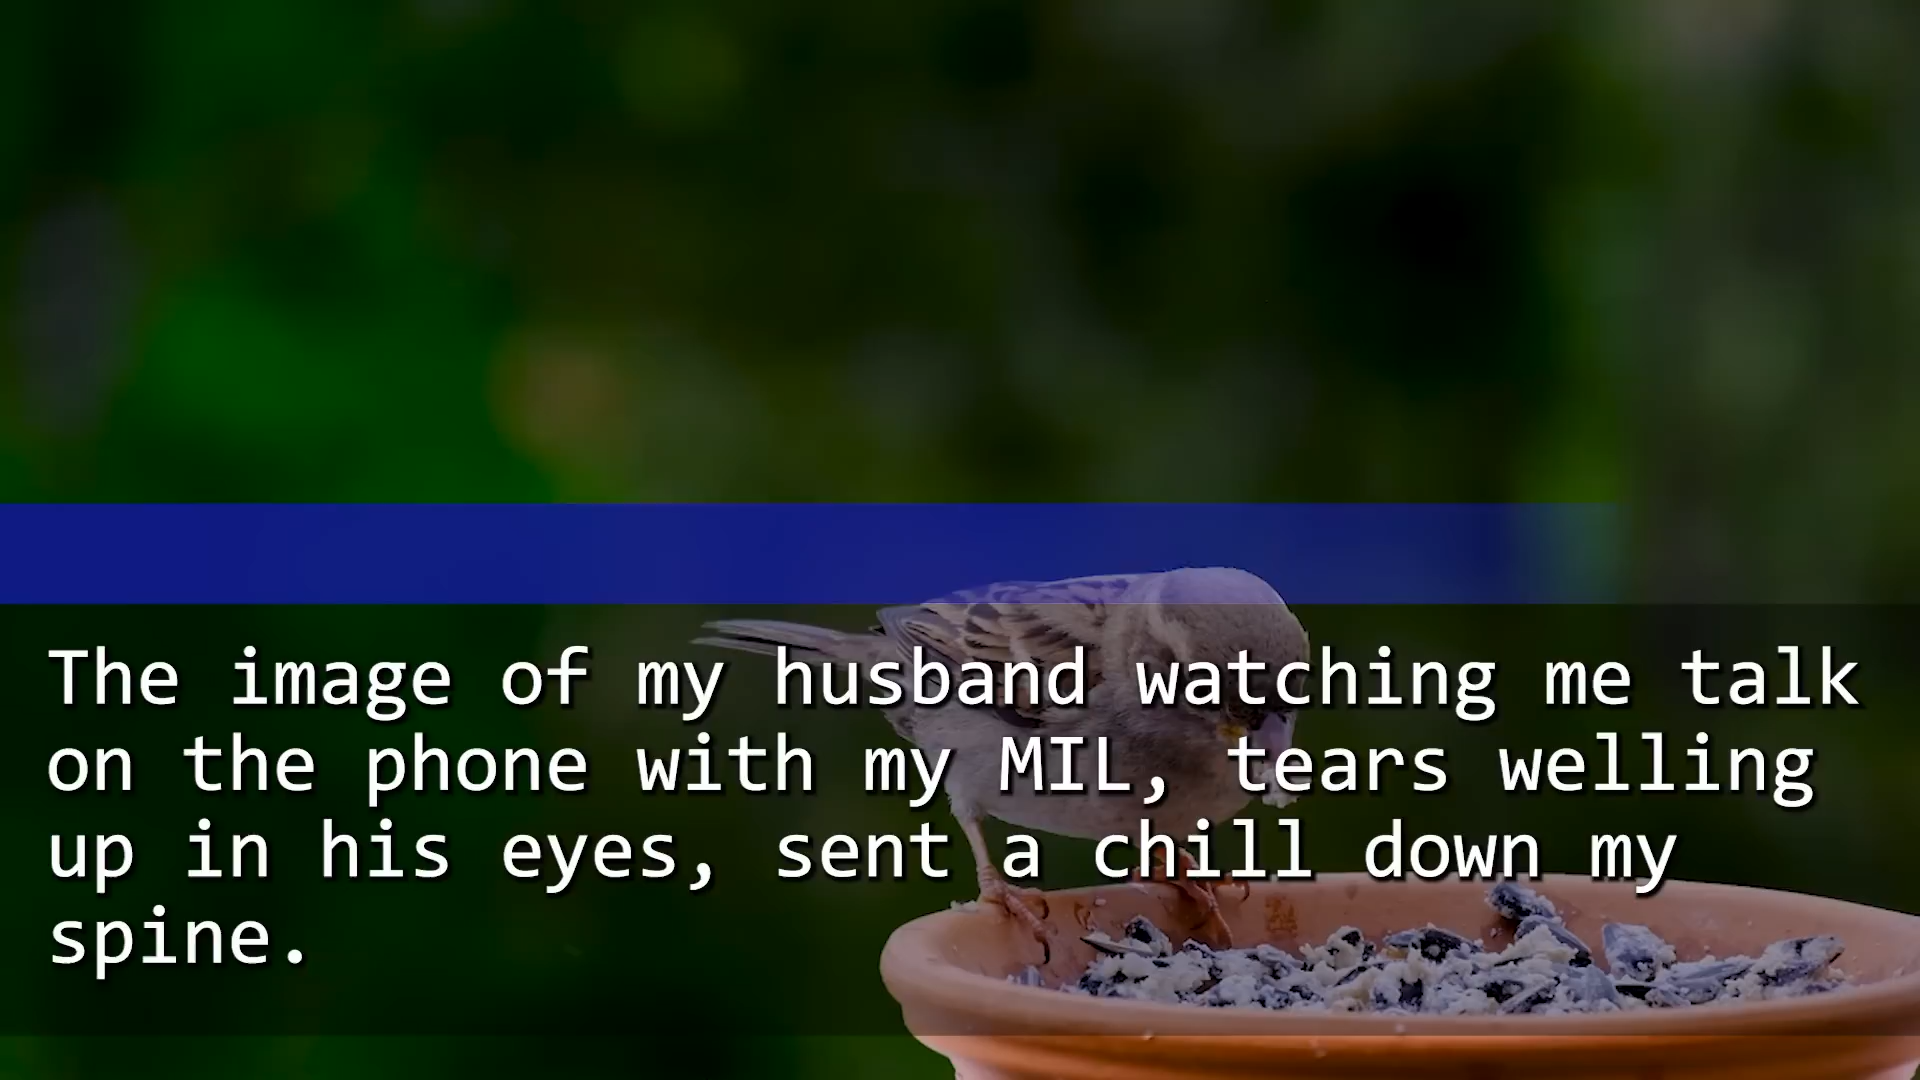 The image of my husband watching me talk
on the phone with my MIL, tears welling
up in his eyes, sent a chill down my
spine.